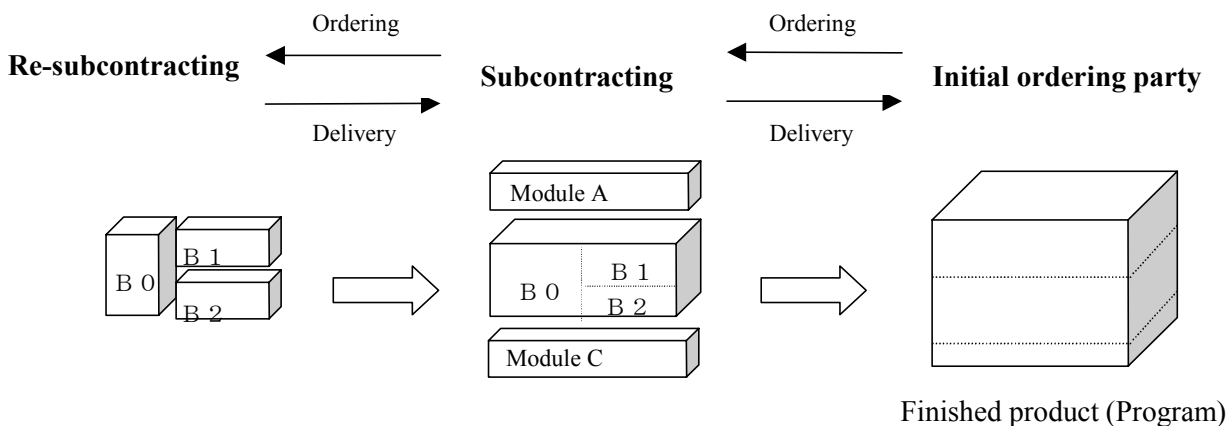 Ordering
Ordering
Re-subcontracting
Subcontracting
Initial ordering party
Delivery
Delivery
Module A
B 0
B 1
B 2
B 0
B 1
B 2
Module C
Finished product (Program)